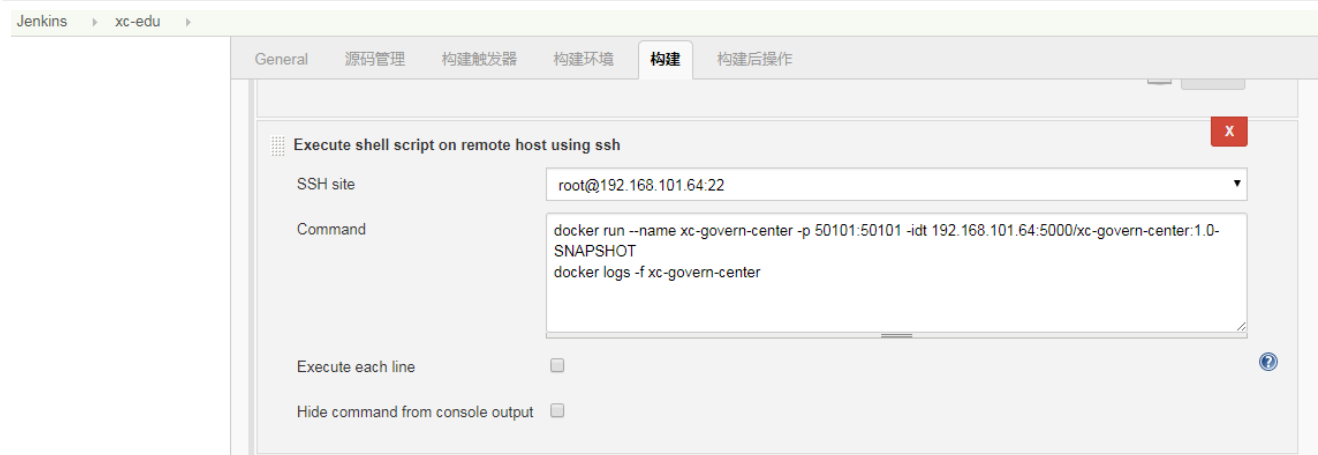 Jenkins xc-edu
General 源码管理 构建触发器 构建环境 构建 构建后操作
X
Execute shell script on remote host using ssh
SSH site root@192.168.101.64:22
Command
docker run --name xc-govern-center -p 50101:50101 -idt 192.168.101.64:5000/xc-govern-center:1.0-
SNAPSHOT
docker logs -f xc-govern-center
Execute each line
?
Hide command from console output